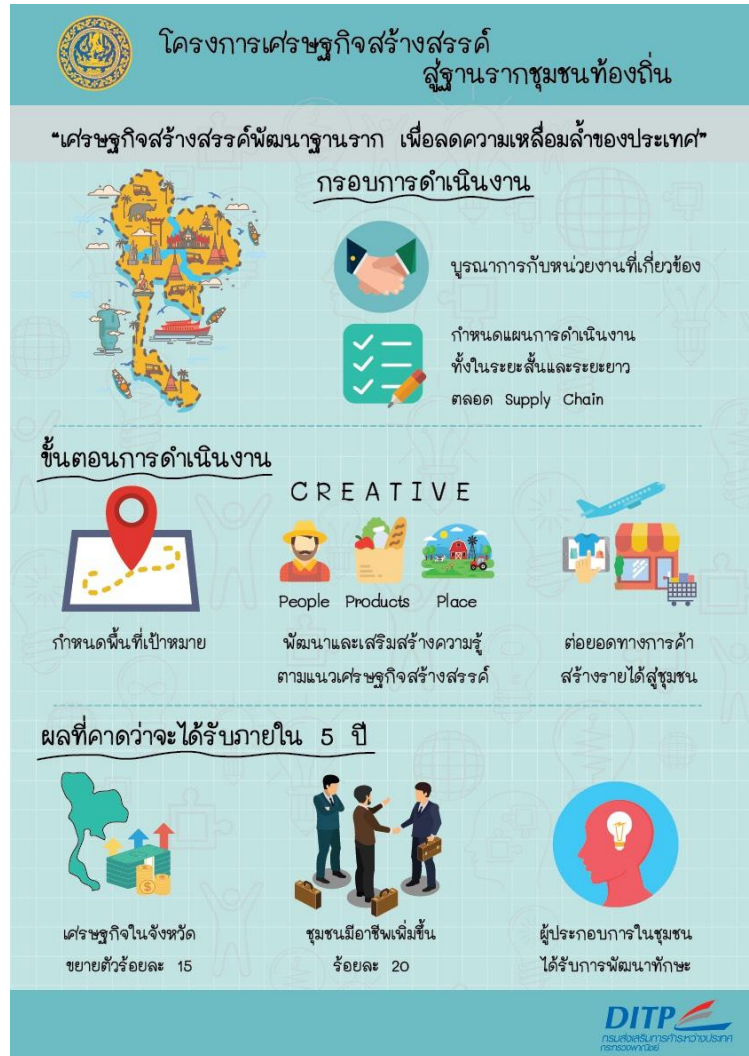 โครงการเศรษฐกิจสร้างสรรค์
สู่ฐานรากชุมชนท้องถิ่น
"เศรษฐกิจสร้างสรรค์พัฒนาฐานราก เพื่อลดความเหลื่อมล้ำของประเทศ"
กรอบการดำเนินงาน
บูรณาการกับหน่วยงานที่เกี่ยวข้อง
กำหนดแผนการดำเนินงาน
ทั้งในระยะสั้นและระยะยาว
ตลอด Supply Chain
ขั้นตอนการดำเนินงาน
CREATIVE
People Products Place
กำหนดพื้นที่เป้าหมาย
พัฒนาและเสริมสร้างความรู้
ตามแนวเศรษฐกิจสร้างสรรค์
ต่อยอดทางการค้า
สร้างรายได้สู่ชุมชน
ผลที่คาดว่าจะได้รับภายใน 5 ปี
เศรษฐกิจในจังหวัด
ขยายตัวร้อยละ 15
ชุมชนมีอาชีพเพิ่มขึ้น
ร้อยละ 20
ผู้ประกอบการในชุมชน
ได้รับการพัฒนาทักษะ
DITP
กรมส่งเสริมการค้าระหว่างประเทศ
กระทรวงพาณิชย์